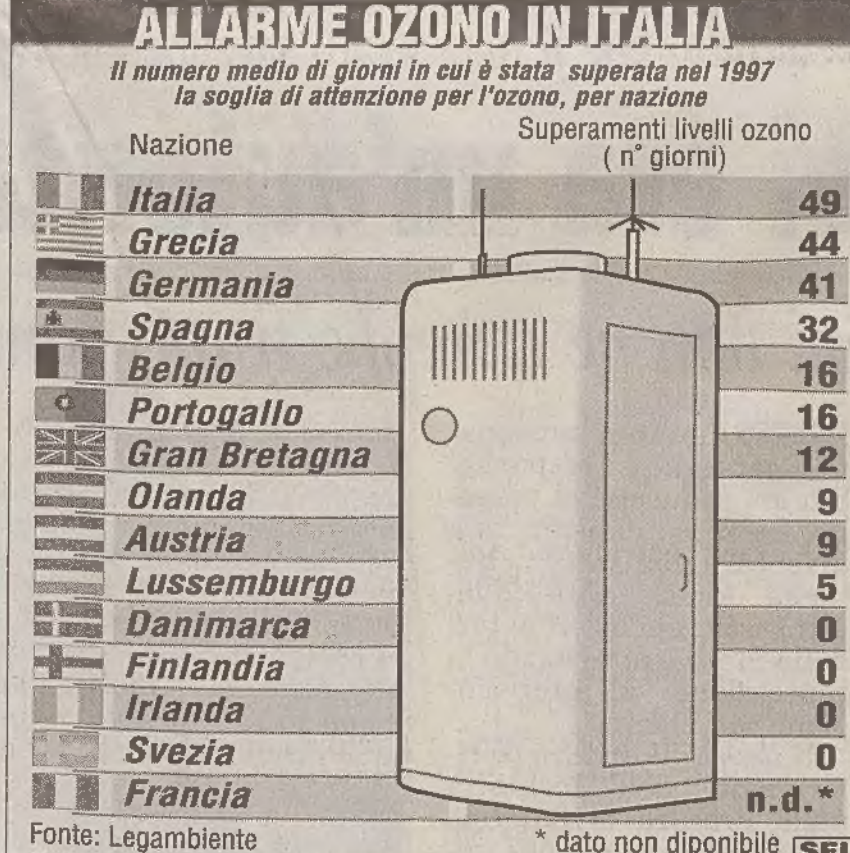 ALLARME OZONO IN ITALIA
Il numero medio di giorni in cui è stata superata nel 1997
la soglia di attenzione per l'ozono, per nazione
Nazione
Superamenti livelli ozono
( n° giorni)
Italia 49
Grecia 44
Germania 41
Spagna 32
Belgio 16
Portogallo 16
Gran Bretagna 12
Olanda 9
Austria 9
Lussemburgo 5
Danimarca 0
Finlandia 0
Irlanda 0
Svezia 0
Francia n.d.*
Fonte: Legambiente
* dato non diponibile